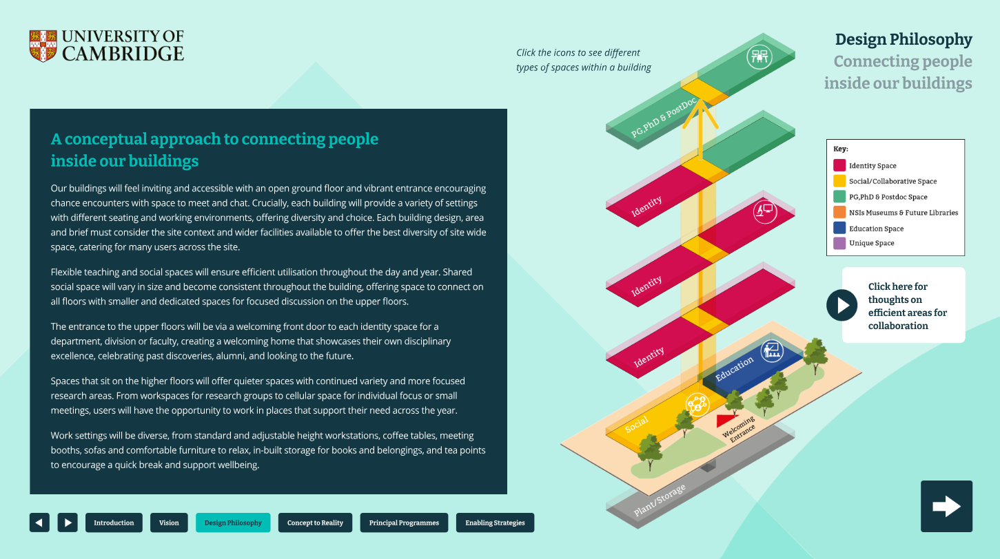 UNIVERSITY OF
CAMBRIDGE
Click the icons to see different
types of spaces within a building
Design Philosophy
Connecting people
inside our buildings
A conceptual approach to connecting people
inside our buildings
Our buildings will feel inviting and accessible with an open ground floor and vibrant entrance encouraging
chance encounters with space to meet and chat. Crucially, each building will provide a variety of settings
with different seating and working environments, offering diversity and choice. Each building design, area
and brief must consider the site context and wider facilities available to offer the best diversity of site wide
space, catering for many users across the site.
Flexible teaching and social spaces will ensure efficient utilisation throughout the day and year. Shared
social space will vary in size and become consistent throughout the building, offering space to connect on
all floors with smaller and dedicated spaces for focused discussion on the upper floors.
The entrance to the upper floors will be via a welcoming front door to each identity space for a
department, division or faculty, creating a welcoming home that showcases their own disciplinary
excellence, celebrating past discoveries, alumni, and looking to the future.
Spaces that sit on the higher floors will offer quieter spaces with continued variety and more focused
research areas. From workspaces for research groups to cellular space for individual focus or small
meetings, users will have the opportunity to work in places that support their need across the year.
Work settings will be diverse, from standard and adjustable height workstations, coffee tables, meeting
booths, sofas and comfortable furniture to relax, in-built storage for books and belongings, and tea points
to encourage a quick break and support wellbeing.
PG,PhD & PostDoc
Identity
Identity
Identity
Education
Social
Welcoming
Entrance
Plant/Storage
Key:
Identity Space
Social/Collaborative Space
PG,PhD & Postdoc Space
NSIs Museums & Future Libraries
Education Space
Unique Space
Click here for
thoughts on
efficient areas for
collaboration
Introduction
Vision
Design Philosophy
Concept to Reality
Principal Programmes
Enabling Strategies